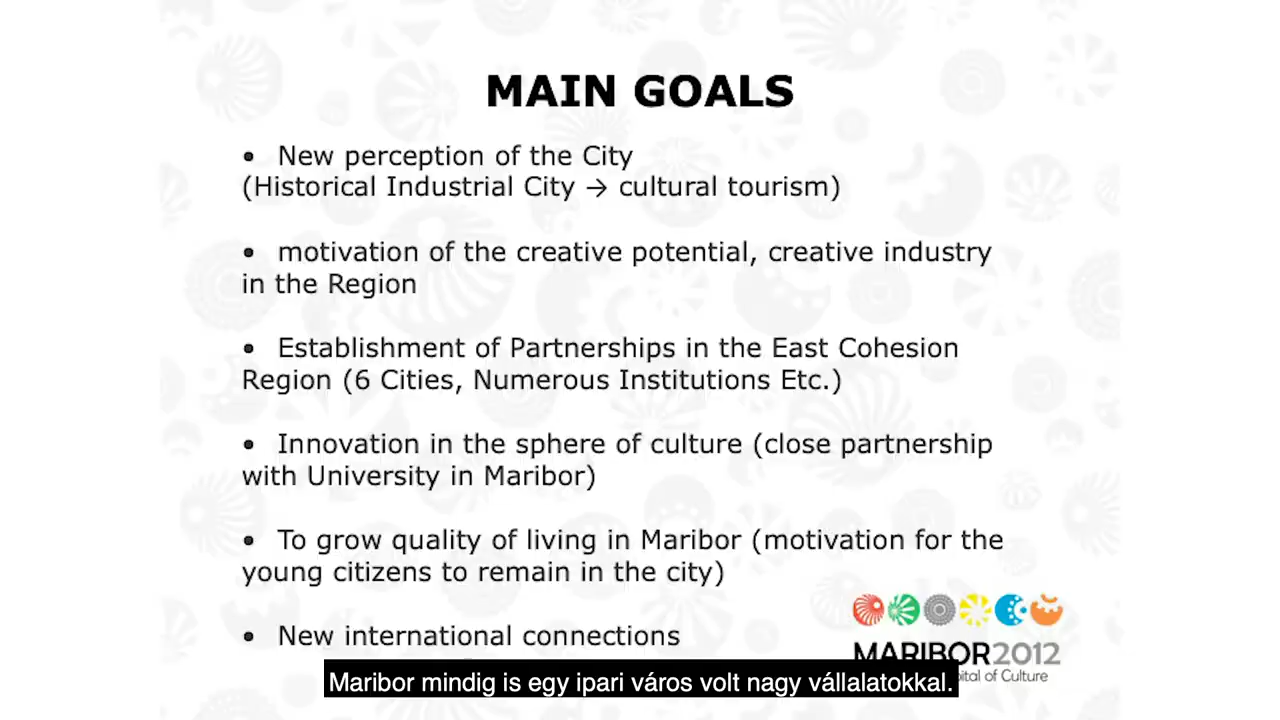 MAIN GOALS
• New perception of the City
(Historical Industrial City → cultural tourism)
• motivation of the creative potential, creative industry
in the Region
• Establishment of Partnerships in the East Cohesion
Region (6 Cities, Numerous Institutions Etc.)
• Innovation in the sphere of culture (close partnership
with University in Maribor)
• To grow quality of living in Maribor (motivation for the
young citizens to remain in the city)
• New international connections
MARIBOR2012
of Culture
Maribor mindig is egy ipari város volt nagy vállalatokkal.